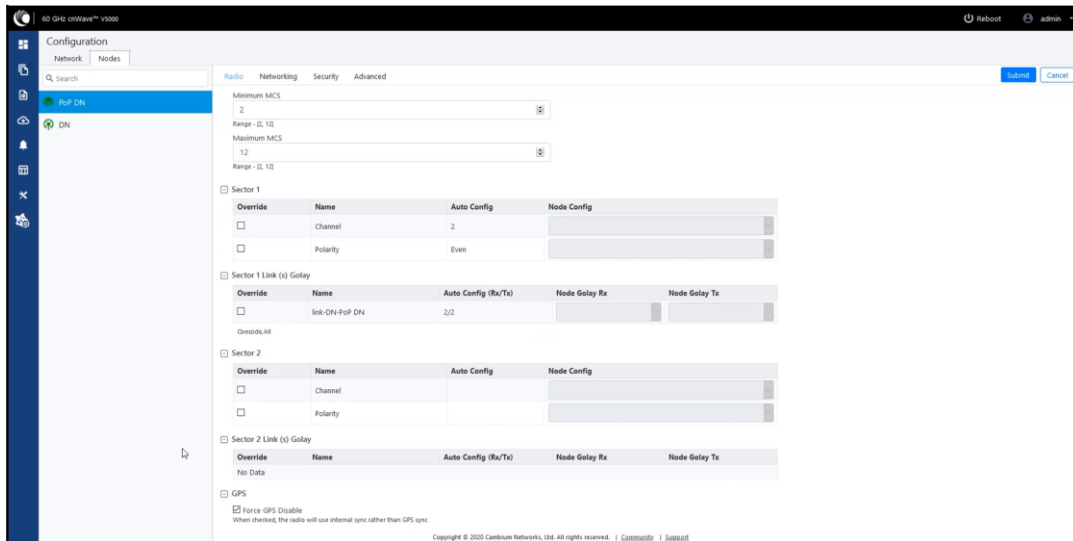 60 GHz cnWave™ V5000
Reboot
admin
Configuration
Network Nodes
Search
PoP DN
DN
Radio Networking Security Advanced
Submit Cancel
Minimum MCS
2
Range - [2, 12]
Maximum MCS
12
Range - [2, 12]
Sector 1
Override Name Auto Config Node Config
Channel 2
Polarity Even
Sector 1 Link (s) Golay
Override Name Auto Config (Rx/Tx) Node Golay Rx Node Golay Tx
link-DN-PoP DN 2/2
Override All
Sector 2
Override Name Auto Config Node Config
Channel
Polarity
Sector 2 Link (s) Golay
Override Name Auto Config (Rx/Tx) Node Golay Rx Node Golay Tx
No Data
GPS
Force GPS Disable
When checked, the radio will use internal sync rather than GPS sync
Copyright © 2020 Cambium Networks, Ltd. All rights reserved. | Community | Support